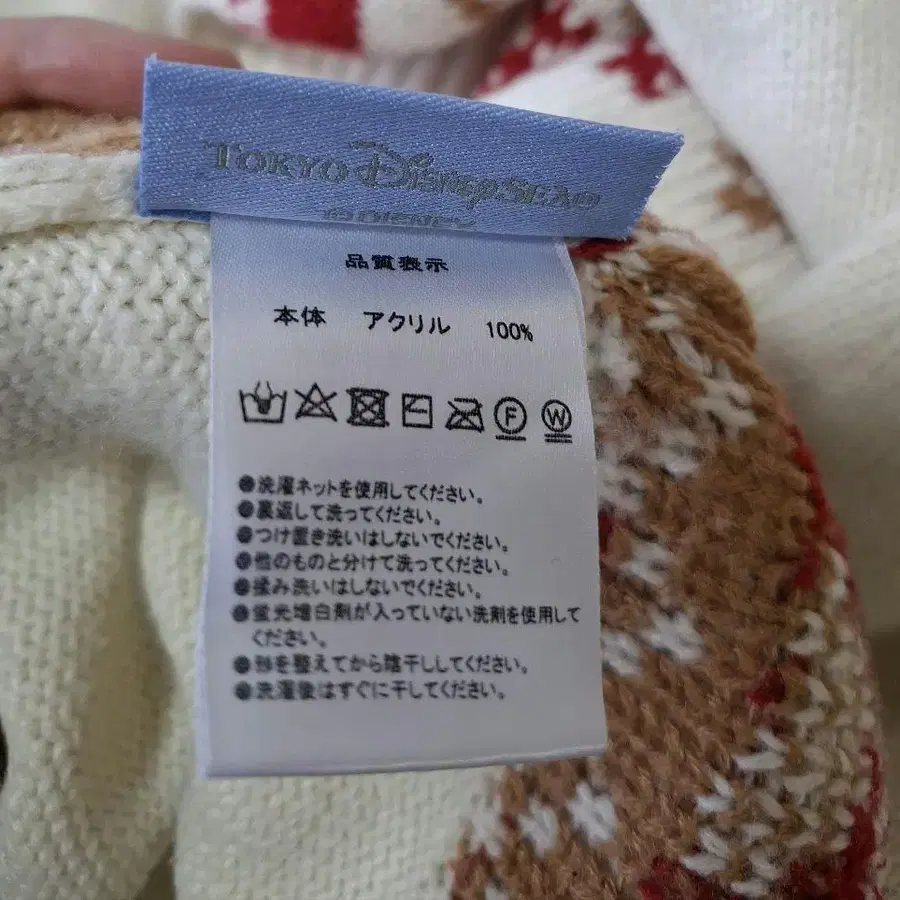 TOKYO DISNEYSEA®
© DISNEY
品質表示
本体 アクリル 100%
F W
●洗濯ネットを使用してください。
●裏返して洗ってください。
●つけ置き洗いはしないでください。
●他のものと分けて洗ってください。
●揉み洗いはしないでください。
●蛍光増白剤が入っていない洗剤を使用して
ください。
●形を整えてから陰干ししてください。
●洗濯後はすぐに干してください。